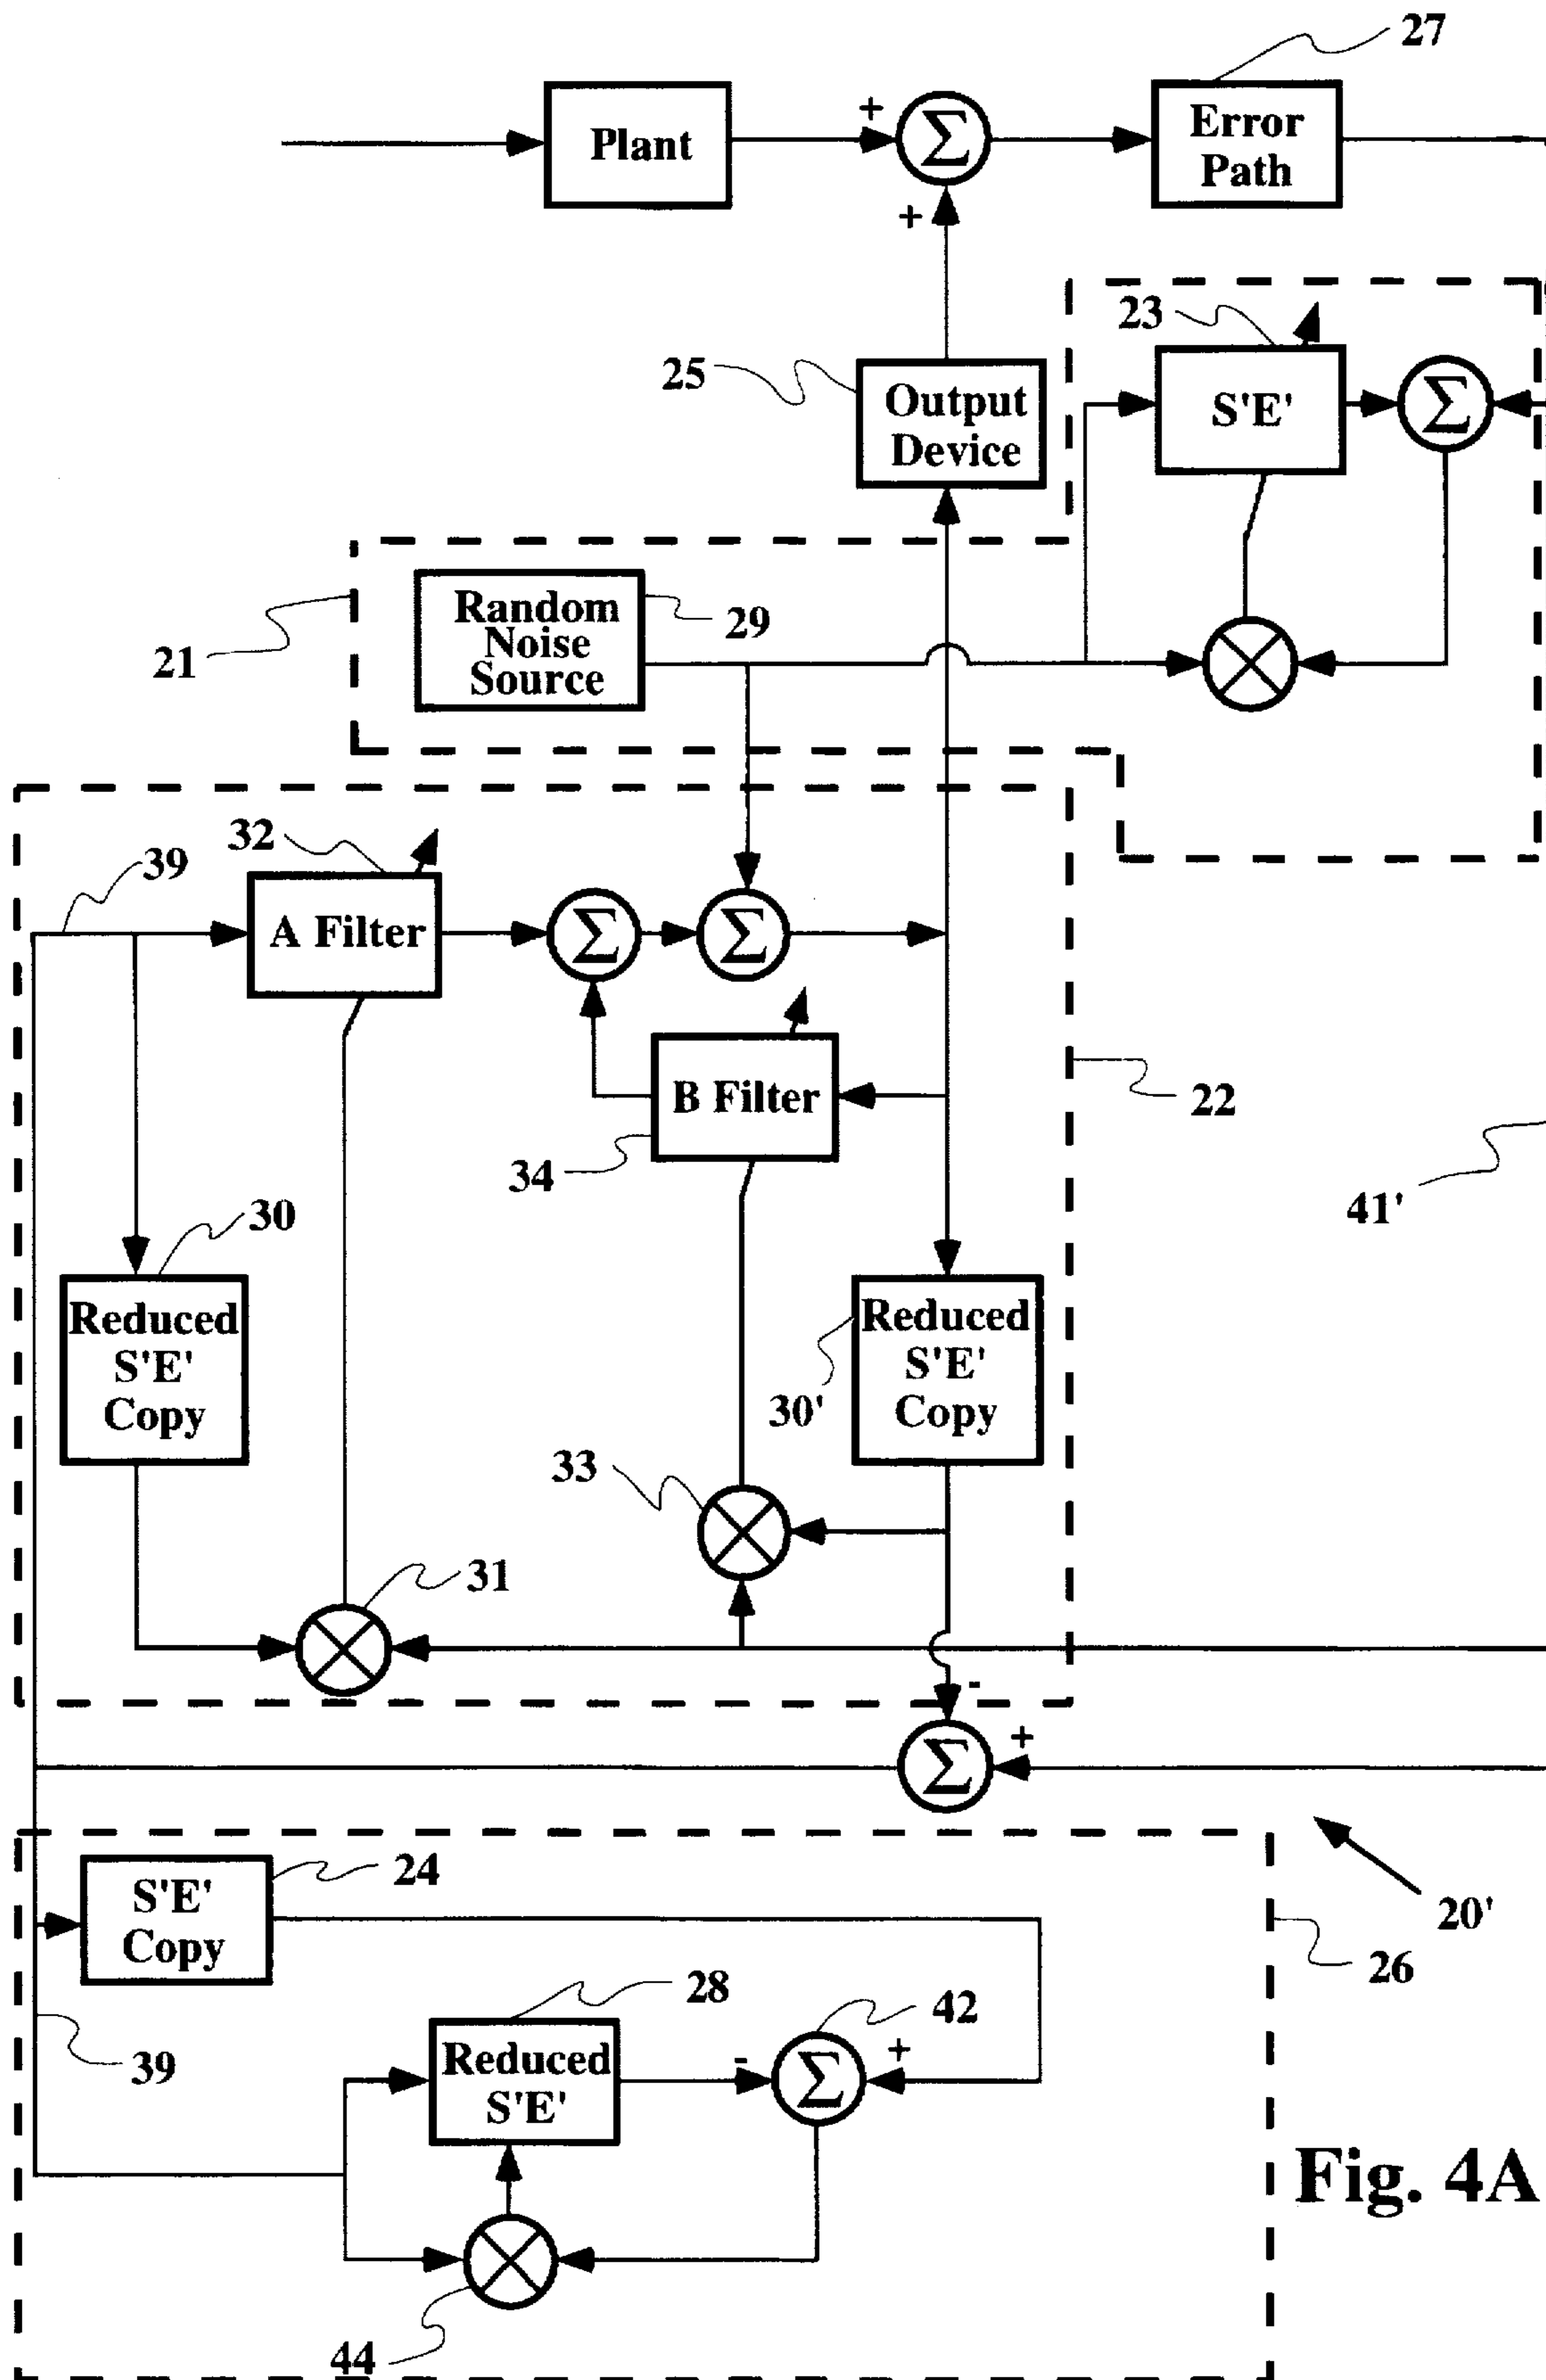 27
Plant
+
Σ
Error
Path
+
23
25
Output
Device
S'E'
Σ
21
Random
Noise
Source
29
32
39
A Filter
Σ
Σ
B Filter
22
34
41'
30
Reduced
S'E'
Copy
Reduced
S'E'
Copy
30'
33
31
-
Σ
+
24
S'E'
Copy
20'
26
28
42
39
Reduced
S'E'
-
Σ
+
Fig. 4A
44